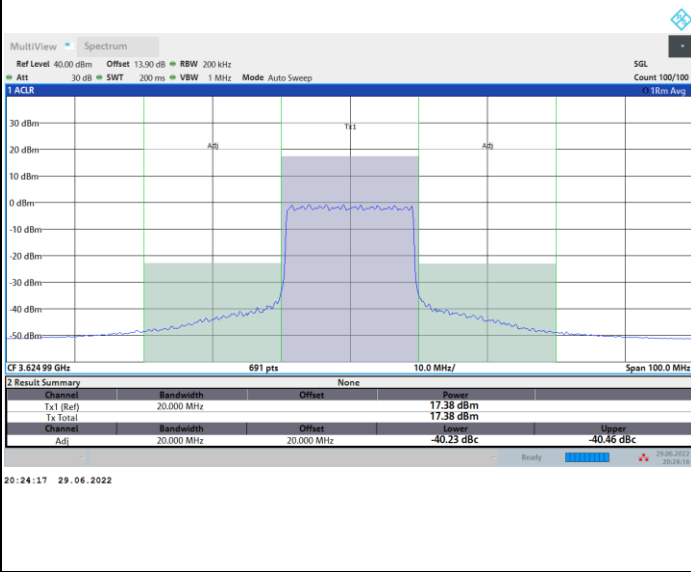 MultiView Spectrum
Ref Level 40.00 dBm Offset 13.90 dB RBW 200 kHz SGL
Att 30 dB SWT 200 ms VBW 1 MHz Mode Auto Sweep Count 100/100
1 ACLR 1Rm Avg
30 dBm
Tx1
20 dBm
Adj Adj
10 dBm
0 dBm
-10 dBm
-20 dBm
-30 dBm
-40 dBm
-50 dBm
CF 3.624 99 GHz 691 pts 10.0 MHz/ Span 100.0 MHz
2 Result Summary None
Channel Bandwidth Offset Power
Tx1 (Ref) 20.000 MHz 17.38 dBm
Tx Total 17.38 dBm
Channel Bandwidth Offset Lower Upper
Adj 20.000 MHz 20.000 MHz -40.23 dBc -40.46 dBc
Ready 29.06.2022
20:24:16
20:24:17 29.06.2022